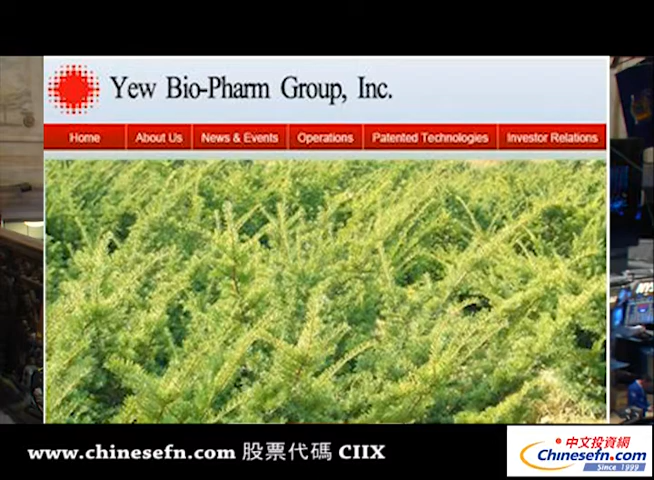 Yew Bio-Pharm Group, Inc.
Home About Us News & Events Operations Patented Technologies Investor Relations
www.chinesefn.com 股票代碼 CIIX
中文投資網
Chinesefn.com
Since 1999